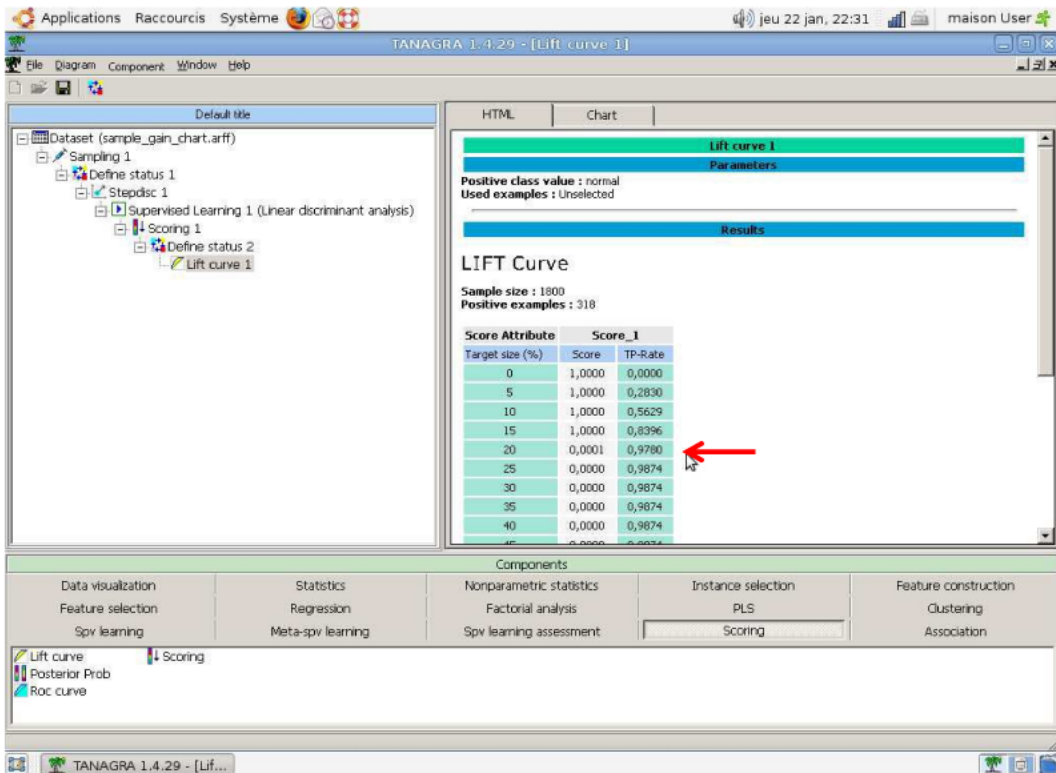 Applications Raccourcis Système jeu 22 jan, 22:31 maison User
TANAGRA 1.4.29 - [Lift curve 1]
File Diagram Component Window Help
Default title
Dataset (sample_gain_chart.arff)
Sampling 1
Define status 1
Stepdisc 1
Supervised Learning 1 (Linear discriminant analysis)
Scoring 1
Define status 2
Lift curve 1
HTML Chart
Lift curve 1
Parameters
Positive class value : normal
Used examples : Unselected
Results
LIFT Curve
Sample size : 1800
Positive examples : 318
Score Attribute Score_1
Target size (%) Score TP-Rate
0 1,0000 0,0000
5 1,0000 0,2830
10 1,0000 0,5629
15 1,0000 0,8396
20 0,0001 0,9780
25 0,0000 0,9874
30 0,0000 0,9874
35 0,0000 0,9874
40 0,0000 0,9874
Components
Data visualization Statistics Nonparametric statistics Instance selection Feature construction
Feature selection Regression Factorial analysis PLS Clustering
Spv learning Meta-spv learning Spv learning assessment Scoring Association
Lift curve Scoring
Posterior Prob
Roc curve
TANAGRA 1.4.29 - [Lif...